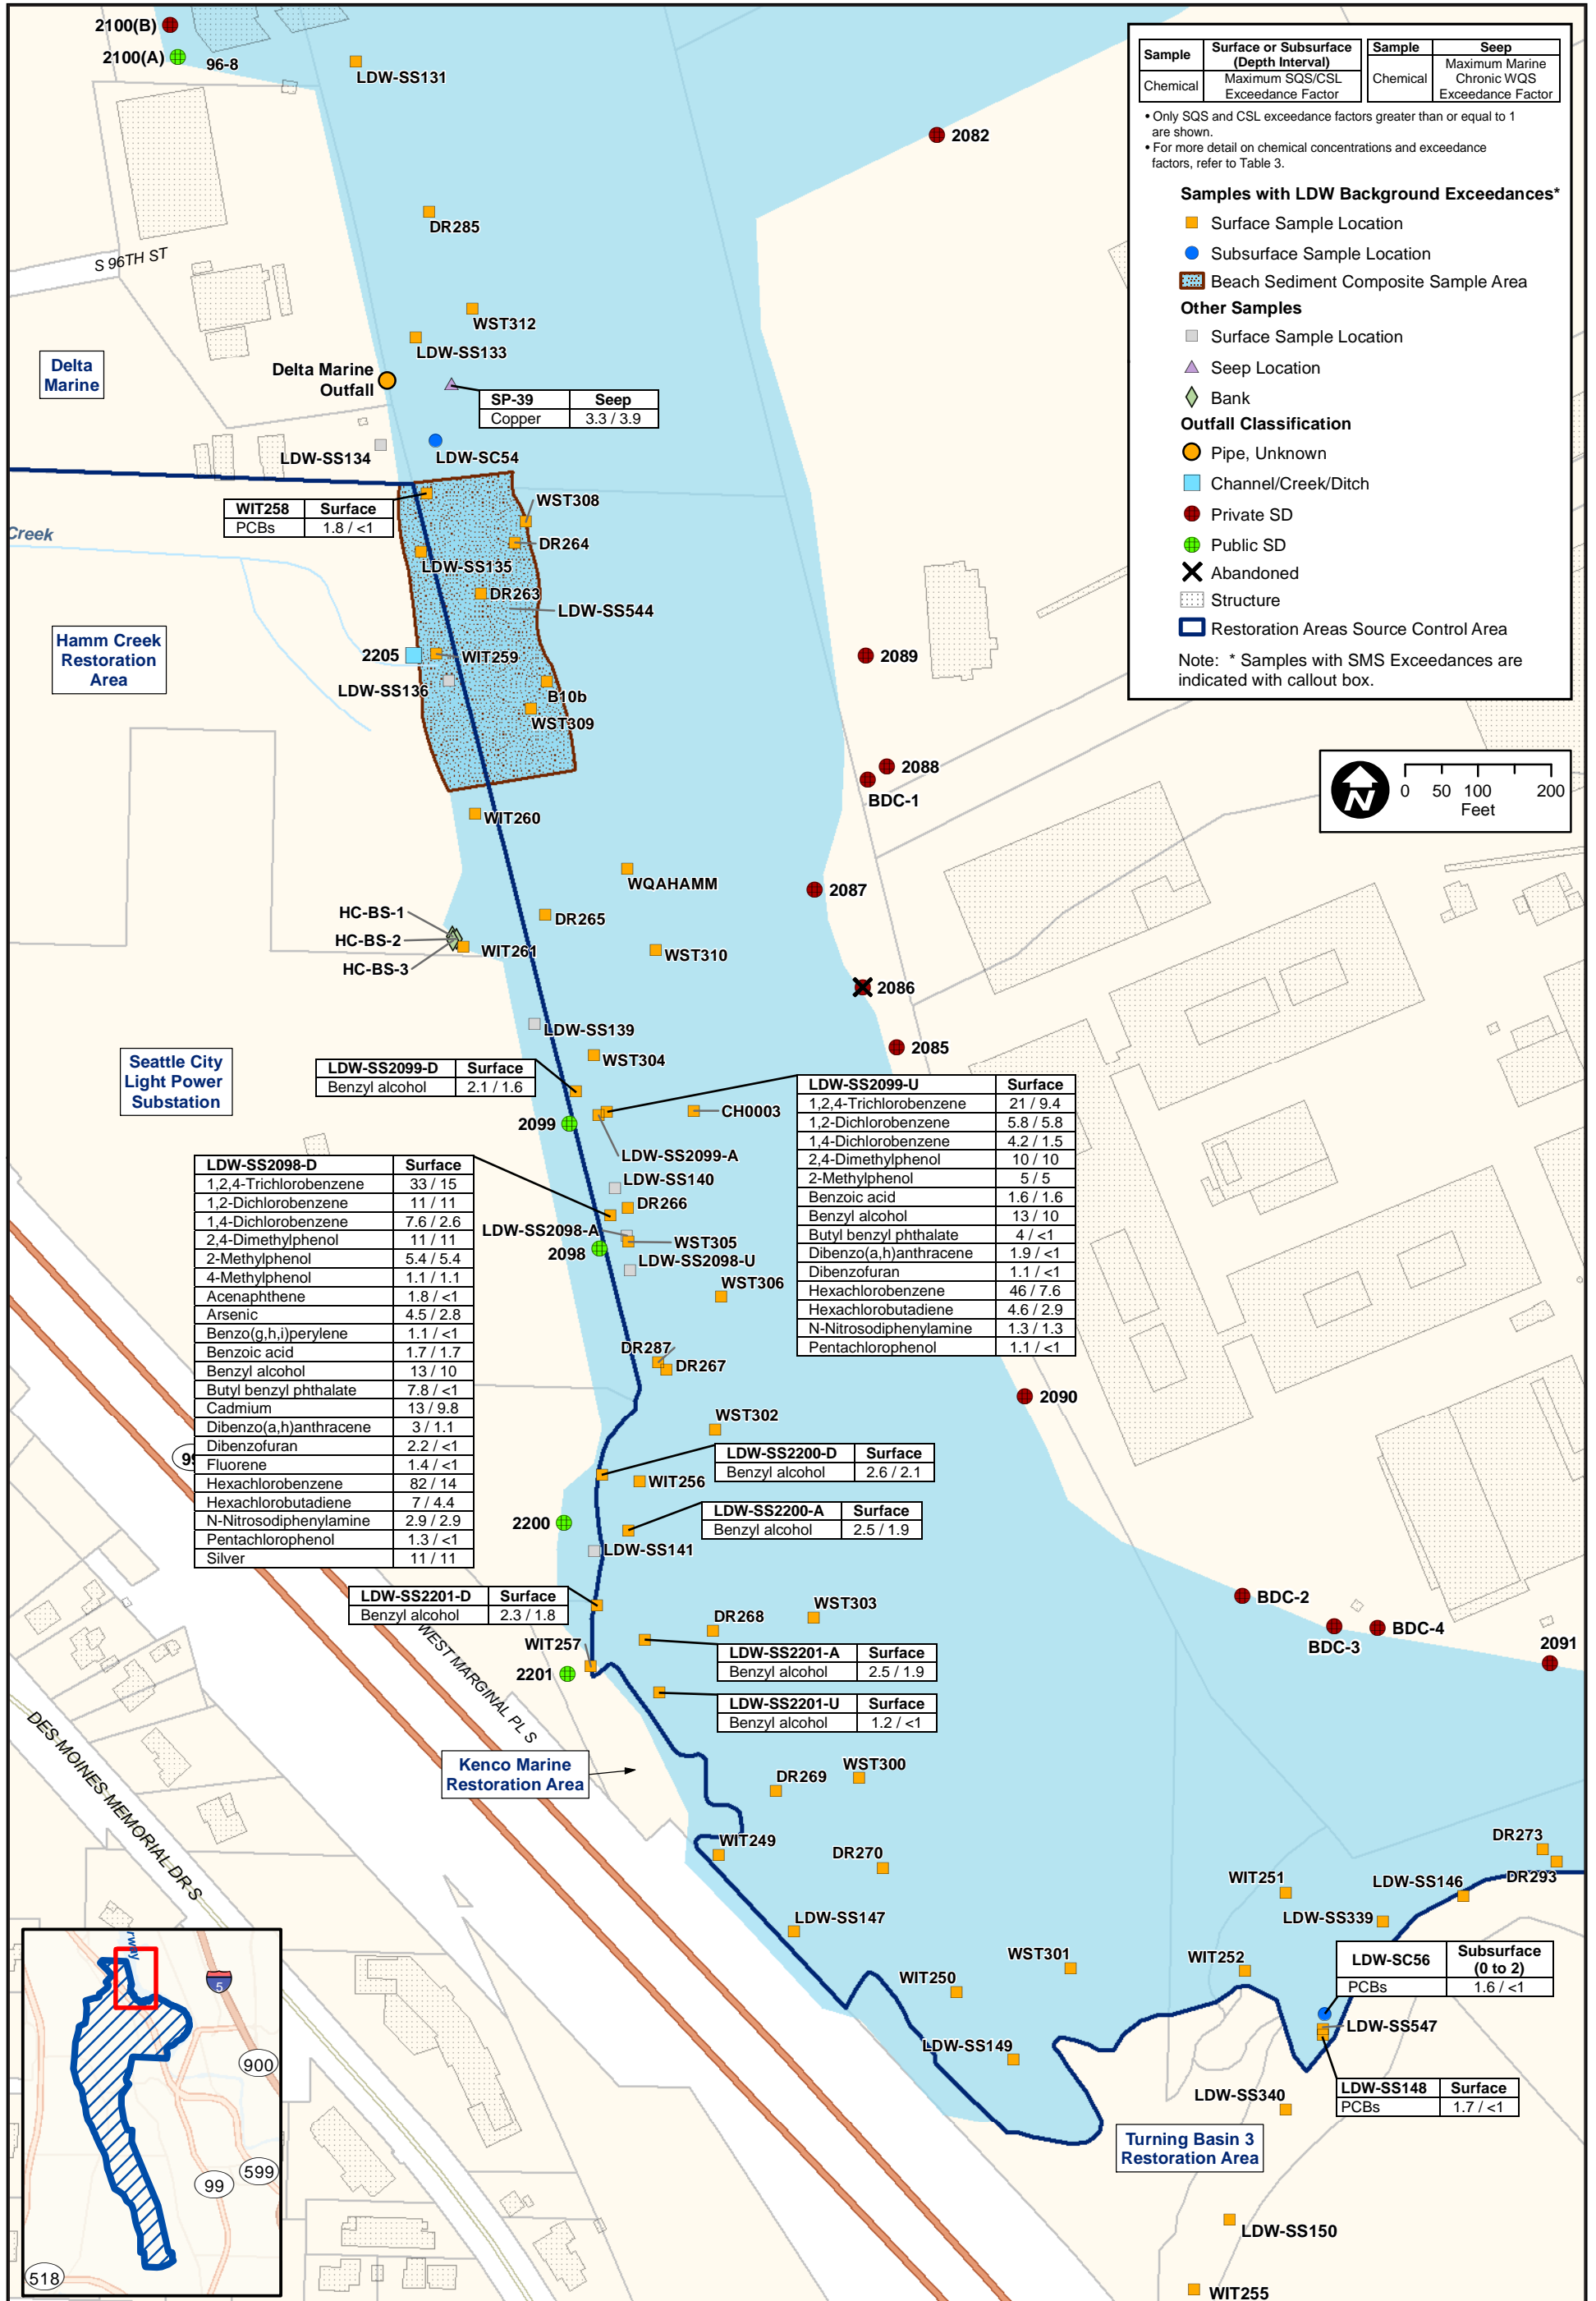 2100(B)
2100(A)
96-8
LDW-SS131
2082
DR285
S 96TH ST
WST312
LDW-SS133
Delta
Marine
Delta Marine
Outfall
SP-39 Seep
Copper 3.3 / 3.9
LDW-SS134
LDW-SC54
WIT258 Surface
PCBs 1.8 / <1
WST308
DR264
Creek
LDW-SS135
DR263
LDW-SS544
Hamm Creek
Restoration
Area
2205
WIT259
LDW-SS136
B10b
WST309
2089
2088
BDC-1
WIT260
WQAHAMM
2087
HC-BS-1
HC-BS-2
HC-BS-3
DR265
WIT261
WST310
2086
LDW-SS139
2085
WST304
Seattle City
Light Power
Substation
LDW-SS2099-D Surface
Benzyl alcohol 2.1 / 1.6
CH0003
2099
LDW-SS2099-A
LDW-SS2099-U Surface
1,2,4-Trichlorobenzene 21 / 9.4
1,2-Dichlorobenzene 5.8 / 5.8
1,4-Dichlorobenzene 4.2 / 1.5
2,4-Dimethylphenol 10 / 10
2-Methylphenol 5 / 5
Benzoic acid 1.6 / 1.6
Benzyl alcohol 13 / 10
Butyl benzyl phthalate 4 / <1
Dibenzo(a,h)anthracene 1.9 / <1
Dibenzofuran 1.1 / <1
Hexachlorobenzene 46 / 7.6
Hexachlorobutadiene 4.6 / 2.9
N-Nitrosodiphenylamine 1.3 / 1.3
Pentachlorophenol 1.1 / <1
LDW-SS2098-D Surface
1,2,4-Trichlorobenzene 33 / 15
1,2-Dichlorobenzene 11 / 11
1,4-Dichlorobenzene 7.6 / 2.6
2,4-Dimethylphenol 11 / 11
2-Methylphenol 5.4 / 5.4
4-Methylphenol 1.1 / 1.1
Acenaphthene 1.8 / <1
Arsenic 4.5 / 2.8
Benzo(g,h,i)perylene 1.1 / <1
Benzoic acid 1.7 / 1.7
Benzyl alcohol 13 / 10
Butyl benzyl phthalate 7.8 / <1
Cadmium 13 / 9.8
Dibenzo(a,h)anthracene 3 / 1.1
Dibenzofuran 2.2 / <1
Fluorene 1.4 / <1
Hexachlorobenzene 82 / 14
Hexachlorobutadiene 7 / 4.4
N-Nitrosodiphenylamine 2.9 / 2.9
Pentachlorophenol 1.3 / <1
Silver 11 / 11
LDW-SS140
DR266
LDW-SS2098-A
WST305
2098
LDW-SS2098-U
WST306
DR287
DR267
2090
WST302
LDW-SS2200-D Surface
Benzyl alcohol 2.6 / 2.1
WIT256
LDW-SS2200-A Surface
Benzyl alcohol 2.5 / 1.9
2200
LDW-SS141
LDW-SS2201-D Surface
Benzyl alcohol 2.3 / 1.8
WST303
DR268
BDC-2
BDC-3
BDC-4
2091
WIT257
LDW-SS2201-A Surface
Benzyl alcohol 2.5 / 1.9
2201
LDW-SS2201-U Surface
Benzyl alcohol 1.2 / <1
WEST MARGINAL PL S
DES MOINES MEMORIAL DR S
Kenco Marine
Restoration Area
WST300
DR269
WIT249
DR270
DR273
DR293
WIT251
LDW-SS146
LDW-SS339
LDW-SS147
WST301
WIT252
WIT250
LDW-SC56 Subsurface
(0 to 2)
PCBs 1.6 / <1
LDW-SS547
LDW-SS149
LDW-SS340
LDW-SS148 Surface
PCBs 1.7 / <1
Turning Basin 3
Restoration Area
LDW-SS150
WIT255
Sample Surface or Subsurface
(Depth Interval)
Chemical Maximum SQS/CSL
Exceedance Factor
Sample Seep
Chemical Maximum Marine
Chronic WQS
Exceedance Factor
• Only SQS and CSL exceedance factors greater than or equal to 1
are shown.
• For more detail on chemical concentrations and exceedance
factors, refer to Table 3.
Samples with LDW Background Exceedances*
Surface Sample Location
Subsurface Sample Location
Beach Sediment Composite Sample Area
Other Samples
Surface Sample Location
Seep Location
Bank
Outfall Classification
Pipe, Unknown
Channel/Creek/Ditch
Private SD
Public SD
Abandoned
Structure
Restoration Areas Source Control Area
Note: * Samples with SMS Exceedances are
indicated with callout box.
N
0 50 100 200
Feet
5
900
599
99
518